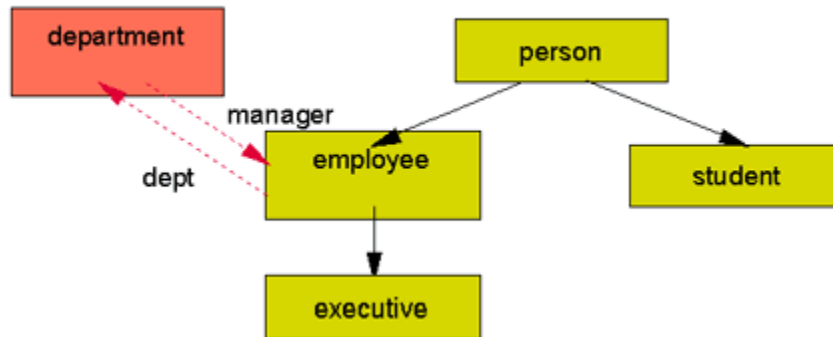 department
person
manager
employee
dept
student
executive